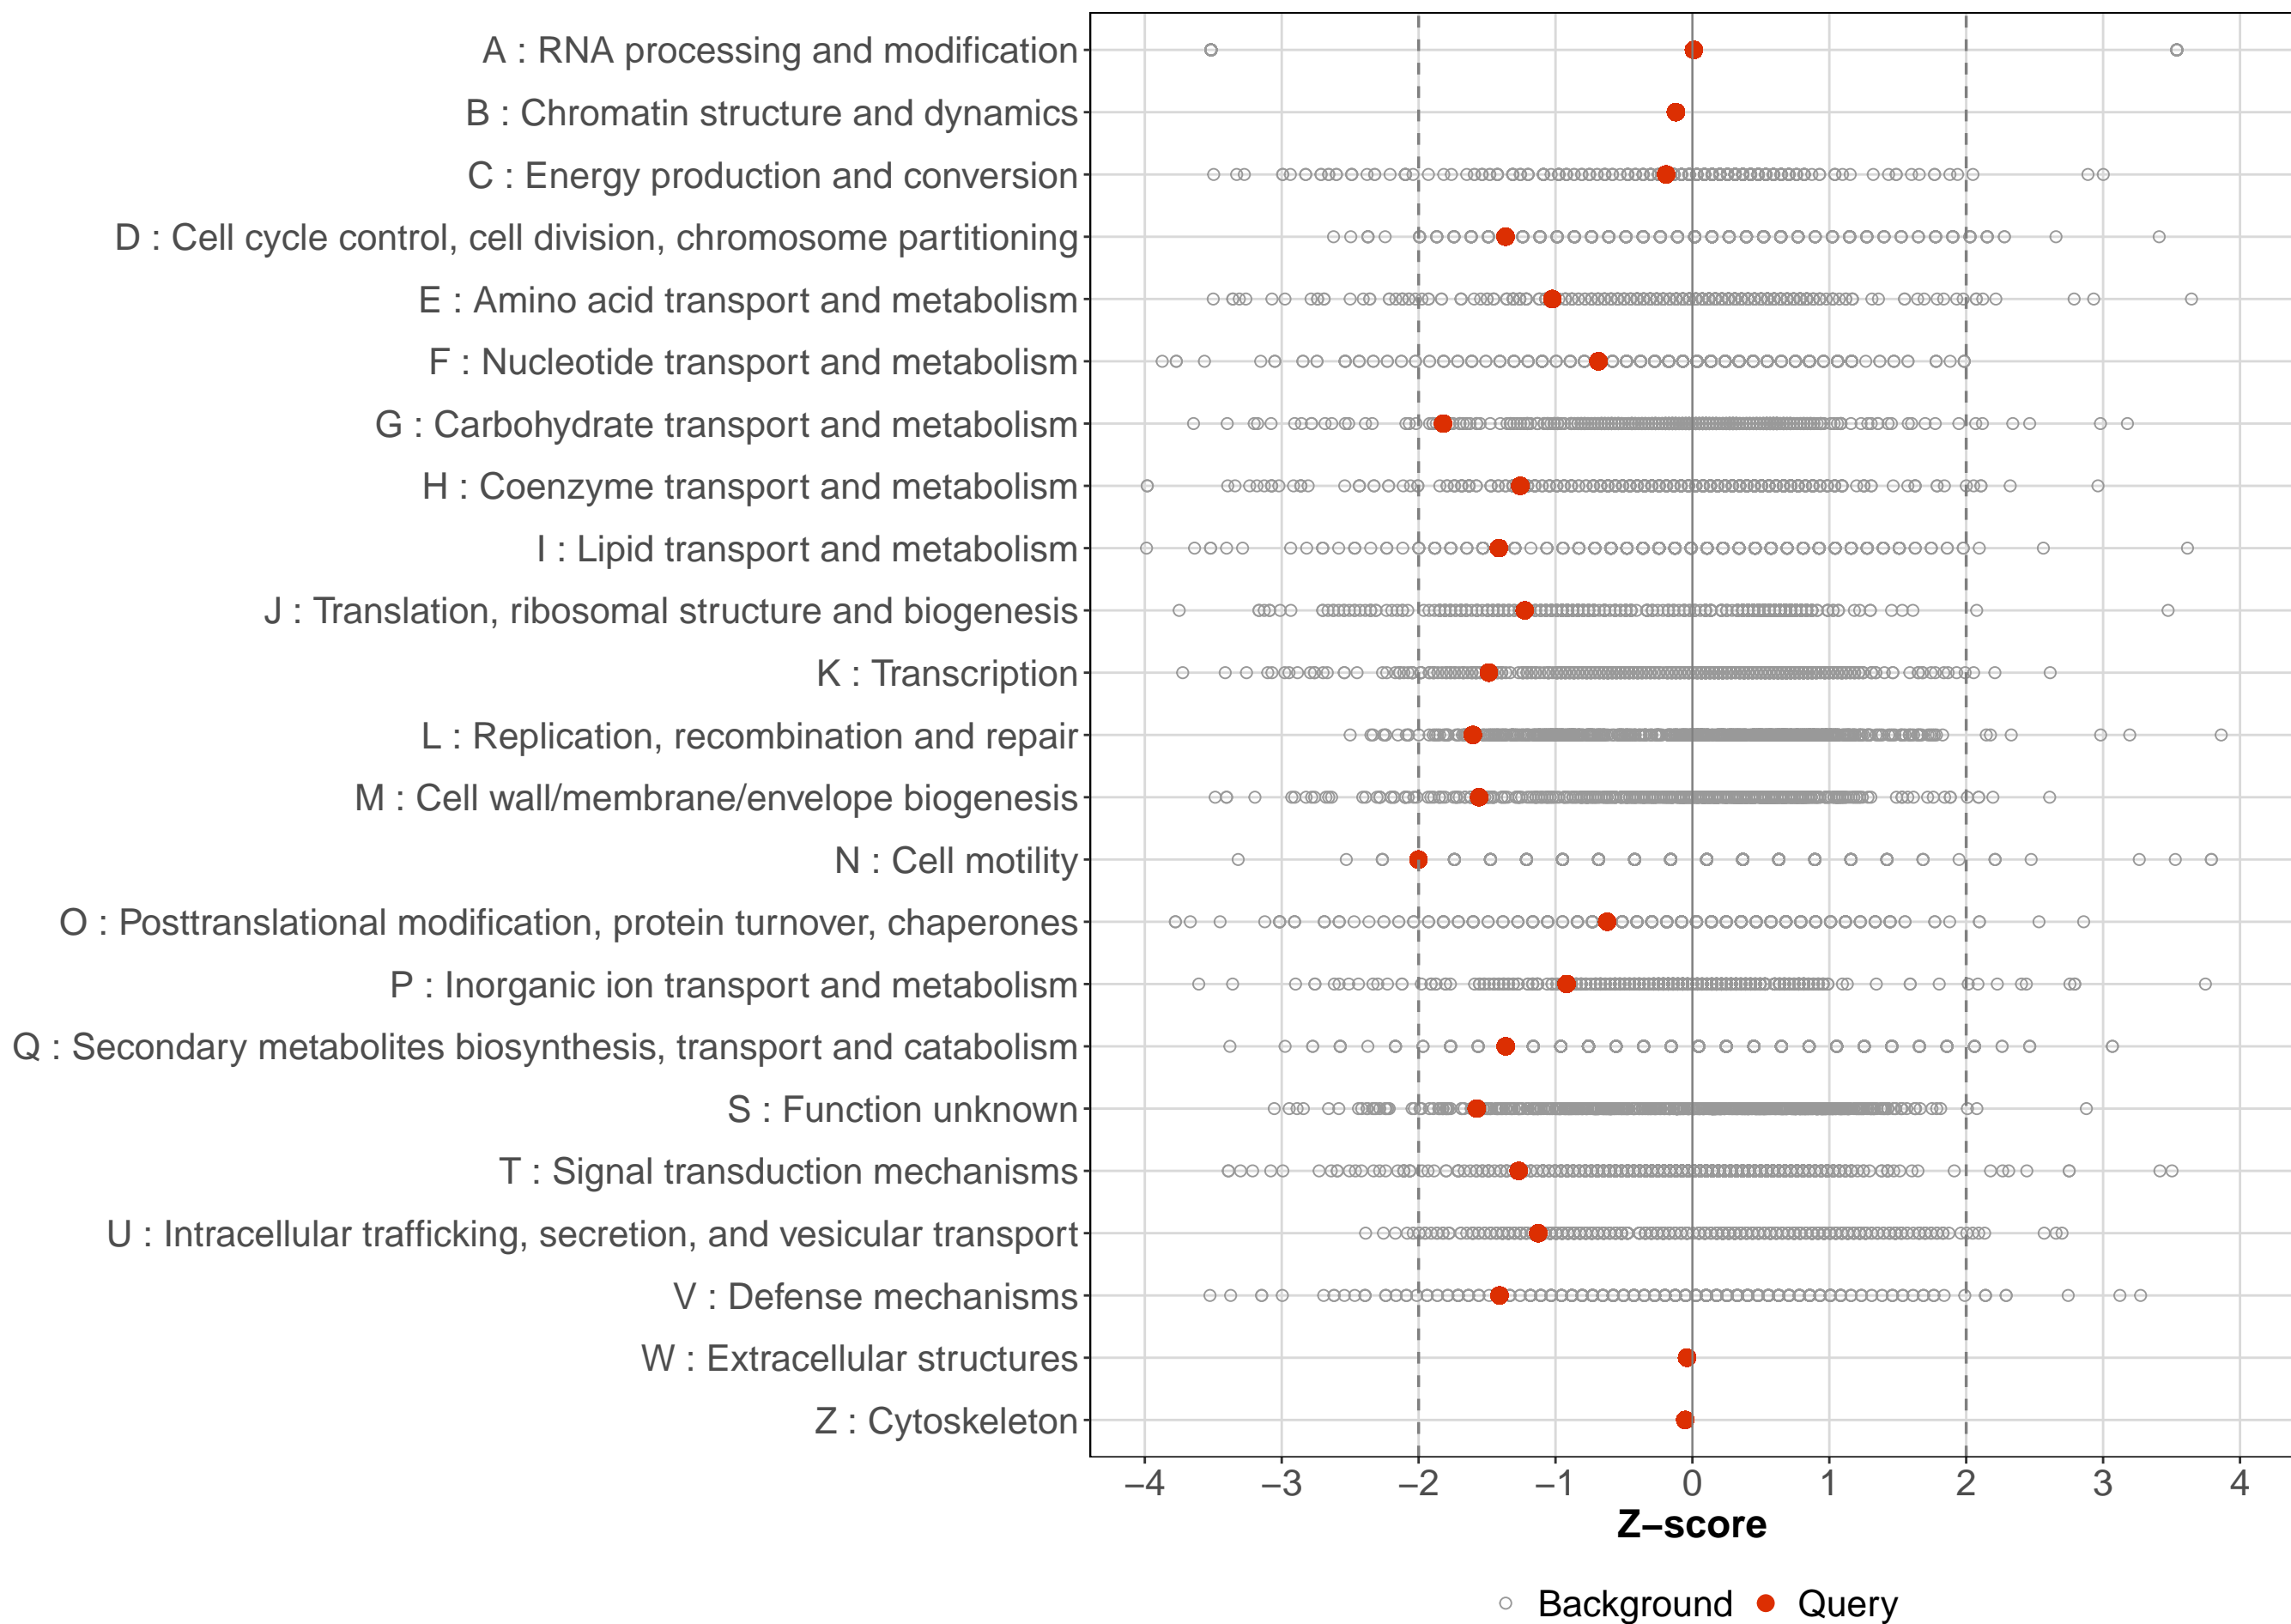 A : RNA processing and modification
B : Chromatin structure and dynamics
C : Energy production and conversion
D : Cell cycle control, cell division, chromosome partitioning
E : Amino acid transport and metabolism
F : Nucleotide transport and metabolism
G : Carbohydrate transport and metabolism
H : Coenzyme transport and metabolism
I : Lipid transport and metabolism
J : Translation, ribosomal structure and biogenesis
K : Transcription
L : Replication, recombination and repair
M : Cell wall/membrane/envelope biogenesis
N : Cell motility
O : Posttranslational modification, protein turnover, chaperones
P : Inorganic ion transport and metabolism
Q : Secondary metabolites biosynthesis, transport and catabolism
S : Function unknown
T : Signal transduction mechanisms
U : Intracellular trafficking, secretion, and vesicular transport
V : Defense mechanisms
W : Extracellular structures
Z : Cytoskeleton
−4 −3 −2 −1 0 1 2 3 4
Z−score
Background Query